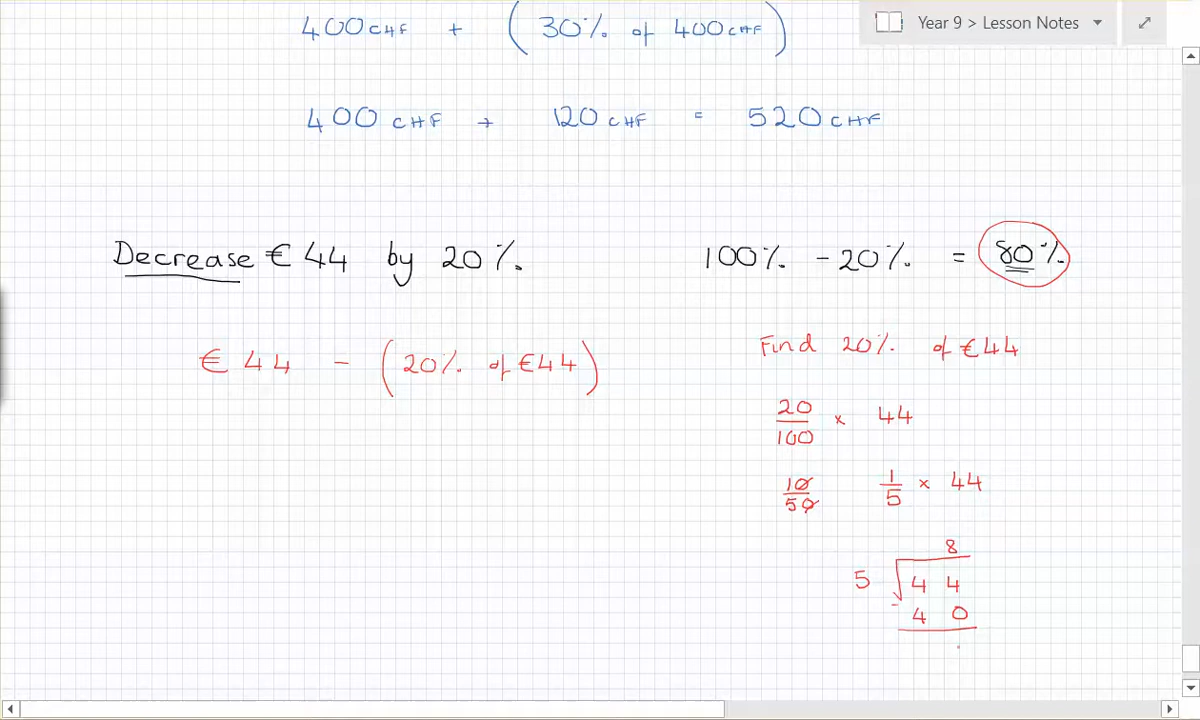 Year 9 > Lesson Notes
400 CHF + (30% of 400 CHF)
400 CHF + 120 CHF = 520 CHF
Decrease € 44 by 20%.
100% - 20% = 80%
€ 44 - (20% of €44)
Find 20% of €44
20/100 × 44
10/50 1/5 × 44
8
5 44
- 40